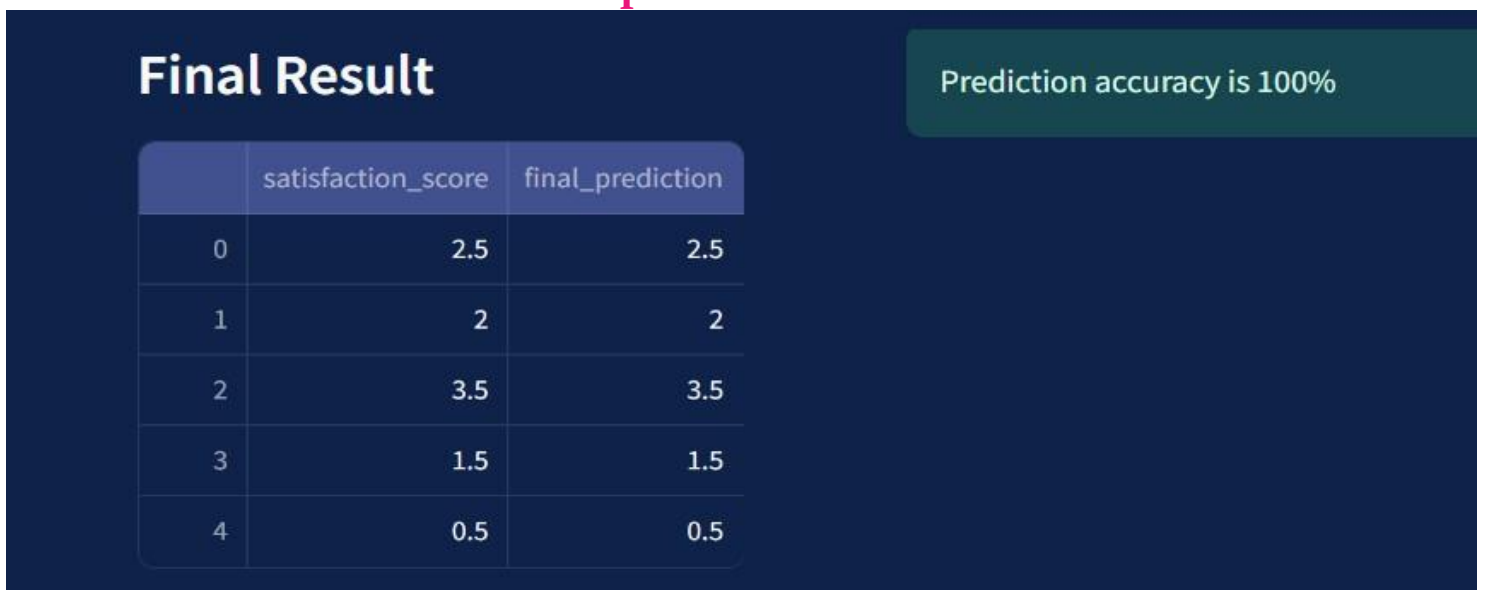 Final Result
Prediction accuracy is 100%
satisfaction_score final_prediction
0 2.5 2.5
1 2 2
2 3.5 3.5
3 1.5 1.5
4 0.5 0.5